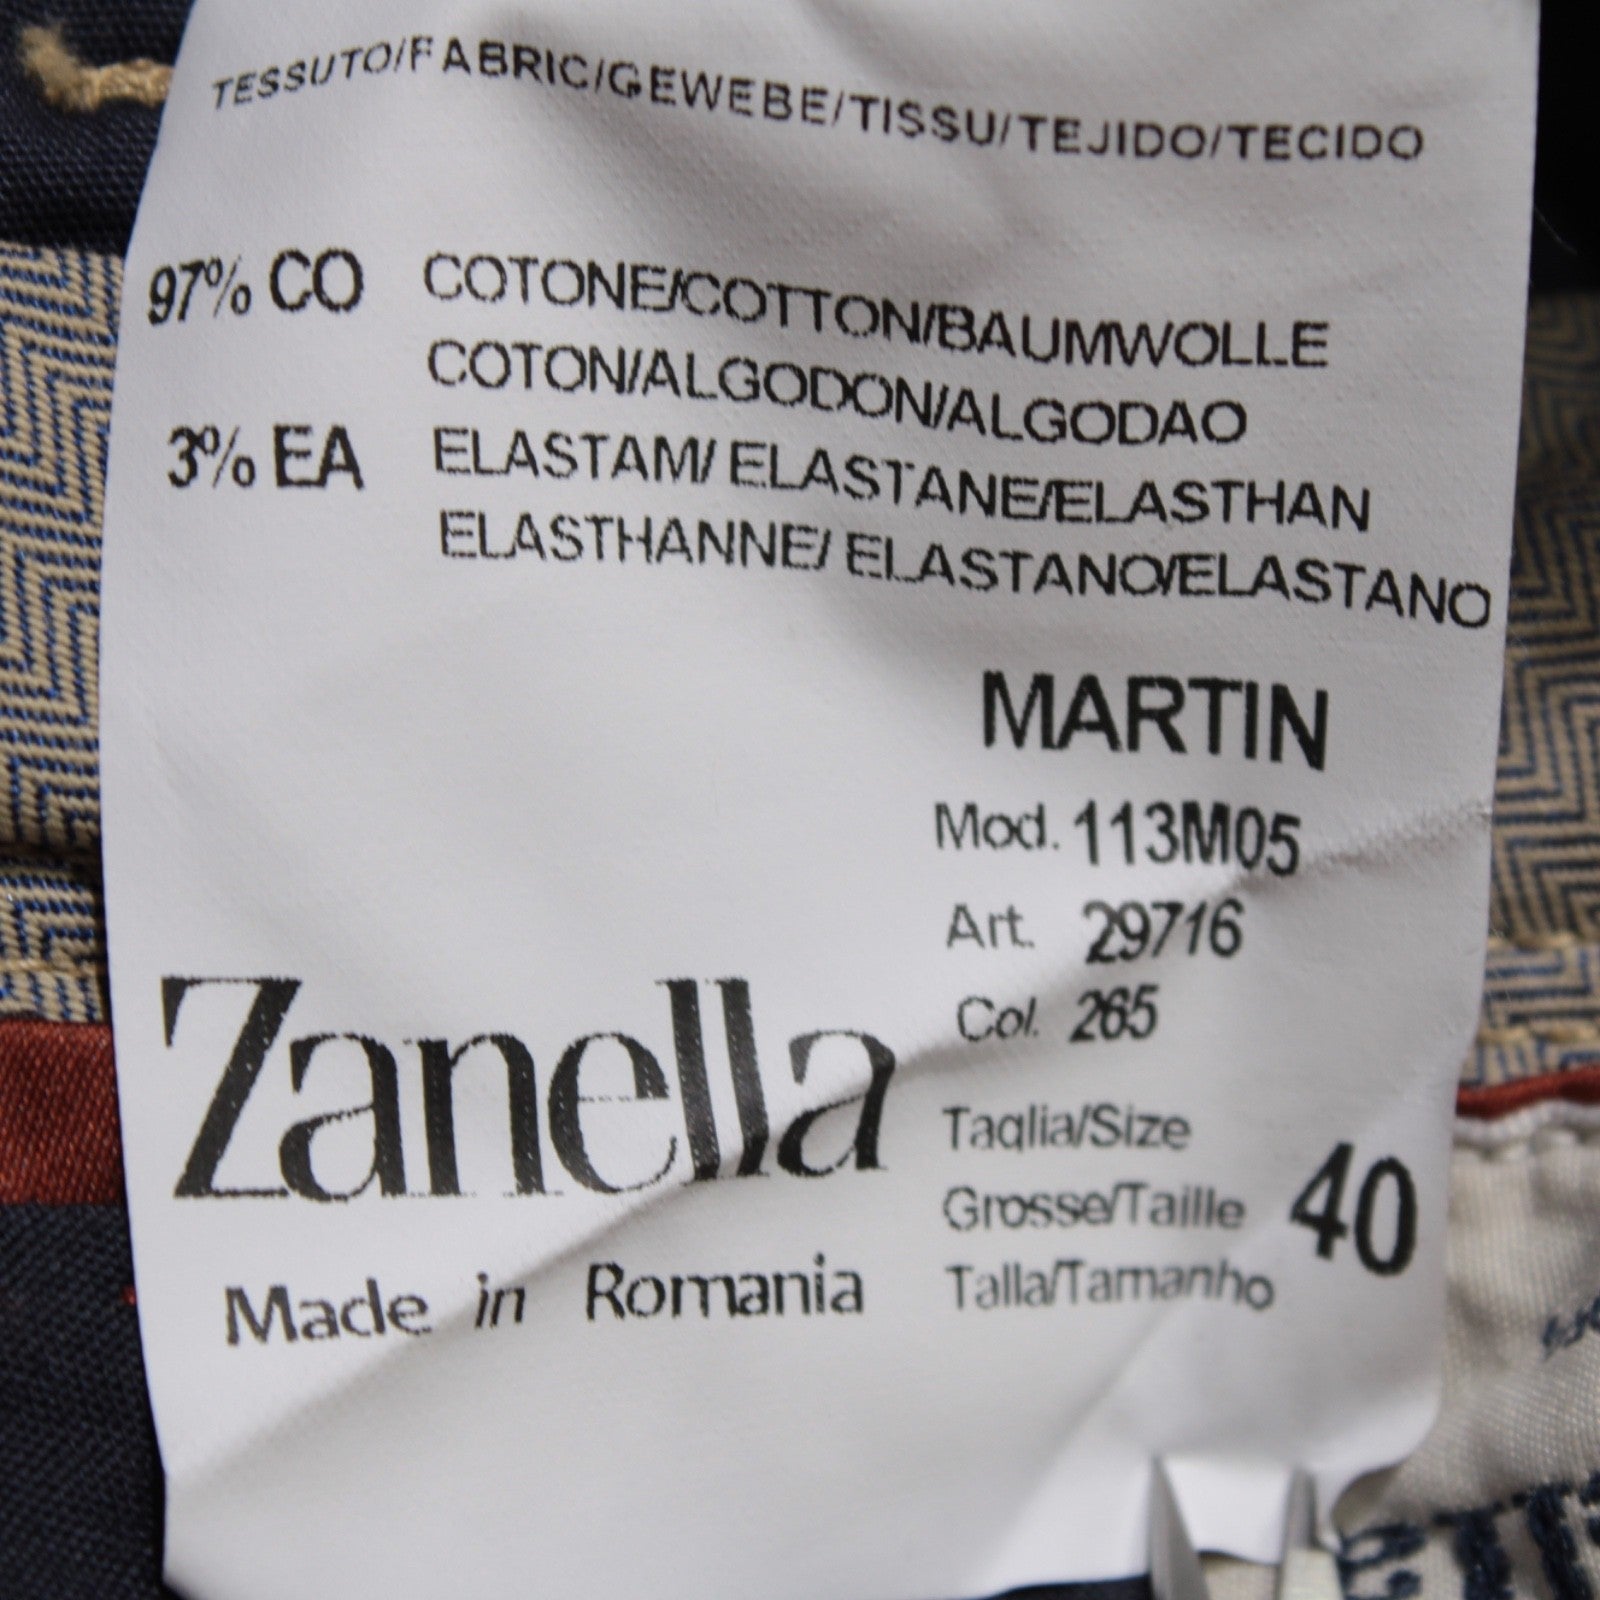 TESSUTO/FABRIC/GEWEBE/TISSU/TEJIDO/TECIDO
97% CO COTONE/COTTON/BAUMWOLLE
COTON/ALGODON/ALGODAO
3% EA ELASTAM/ ELASTANE/ELASTHAN
ELASTHANNE/ ELASTANO/ELASTANO
MARTIN
Mod. 113M05
Art. 29716
Col. 265
Zanella
Made in Romania
Taglia/Size
Grosse/Taille 40
Talla/Tamanho